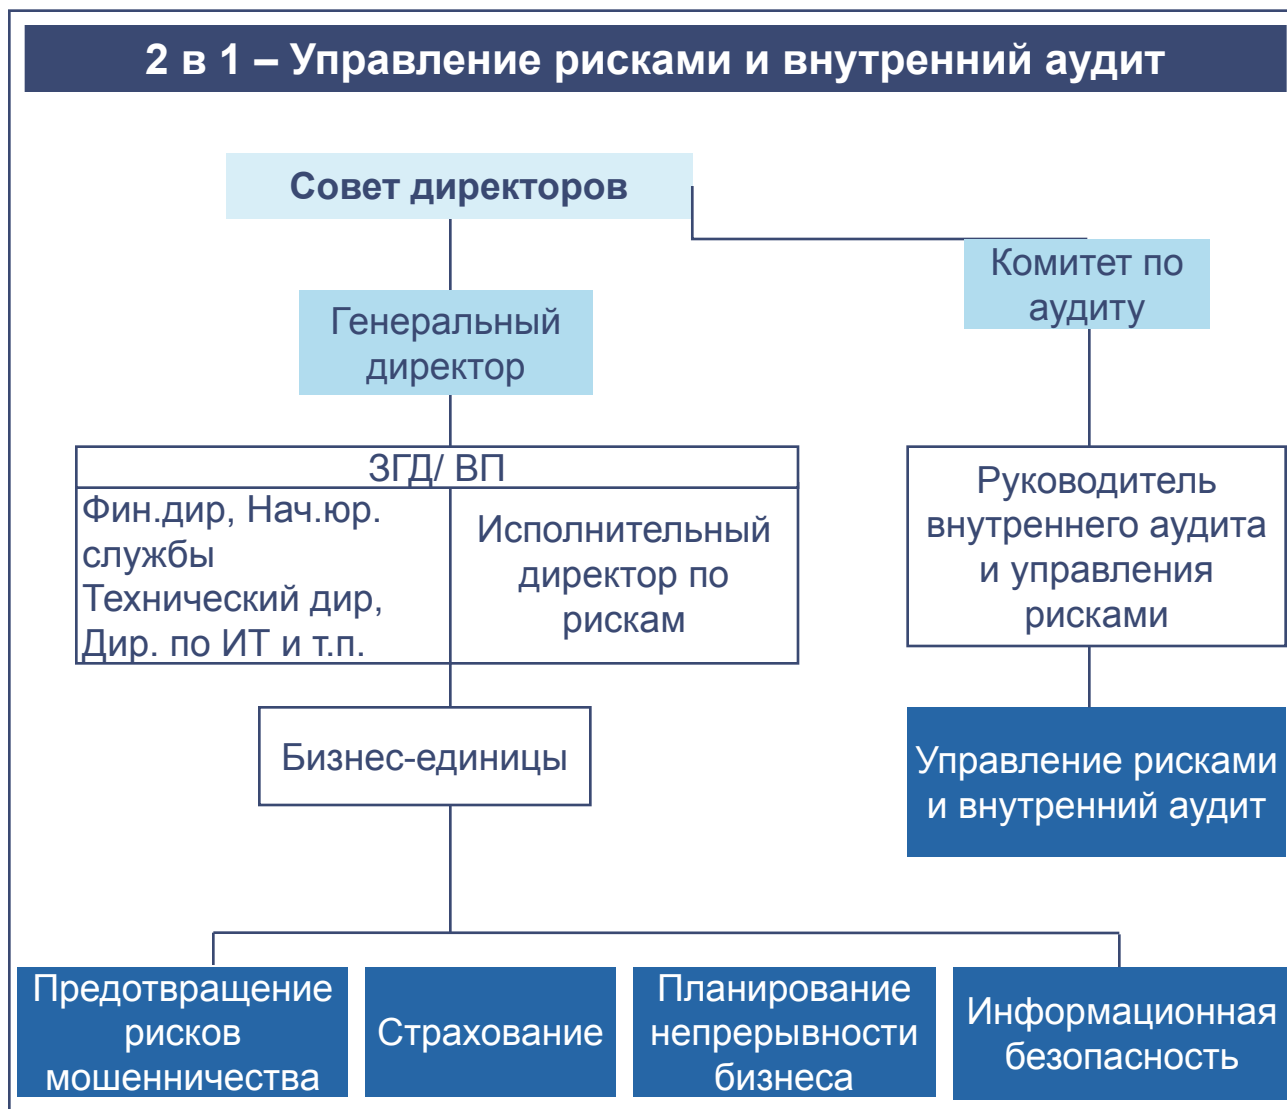 2 в 1 – Управление рисками и внутренний аудит
Совет директоров
Комитет по
аудиту
Генеральный
директор
ЗГД/ ВП
Фин.дир, Нач.юр.
службы
Технический дир,
Дир. по ИТ и т.п.
Исполнительный
директор по
рискам
Руководитель
внутреннего аудита
и управления
рисками
Бизнес-единицы
Управление рисками
и внутренний аудит
Предотвращение
рисков
мошенничества
Страхование
Планирование
непрерывности
бизнеса
Информационная
безопасность